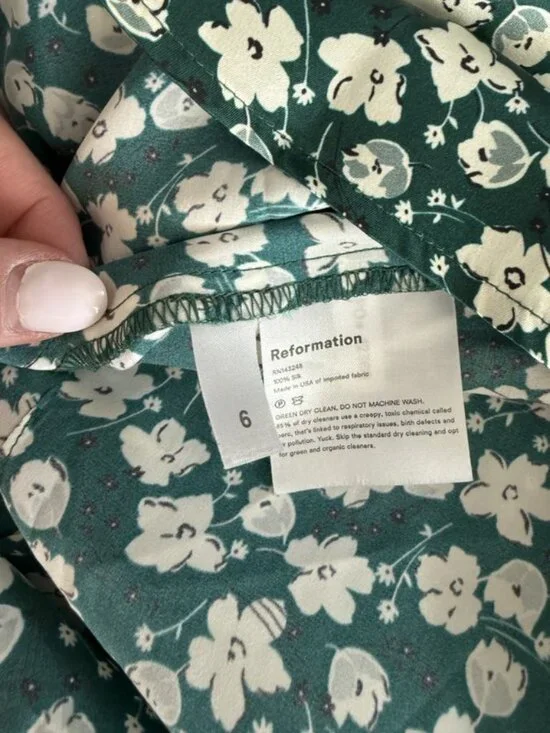 6
Reformation
RN143248
100% Silk
Made in USA of imported fabric
GREEN DRY CLEAN, DO NOT MACHINE WASH.
85% of dry cleaners use a creepy, toxic chemical called
perc, that's linked to respiratory issues, birth defects and
pollution. Yuck. Skip the standard dry cleaning and opt
for green and organic cleaners.